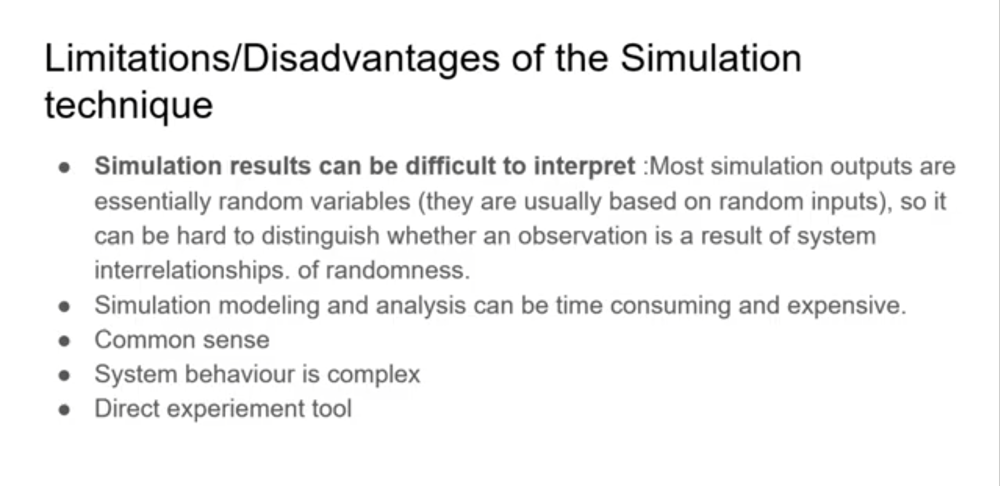 Limitations/Disadvantages of the Simulation
technique
● Simulation results can be difficult to interpret :Most simulation outputs are
essentially random variables (they are usually based on random inputs), so it
can be hard to distinguish whether an observation is a result of system
interrelationships. of randomness.
● Simulation modeling and analysis can be time consuming and expensive.
● Common sense
● System behaviour is complex
● Direct experiement tool